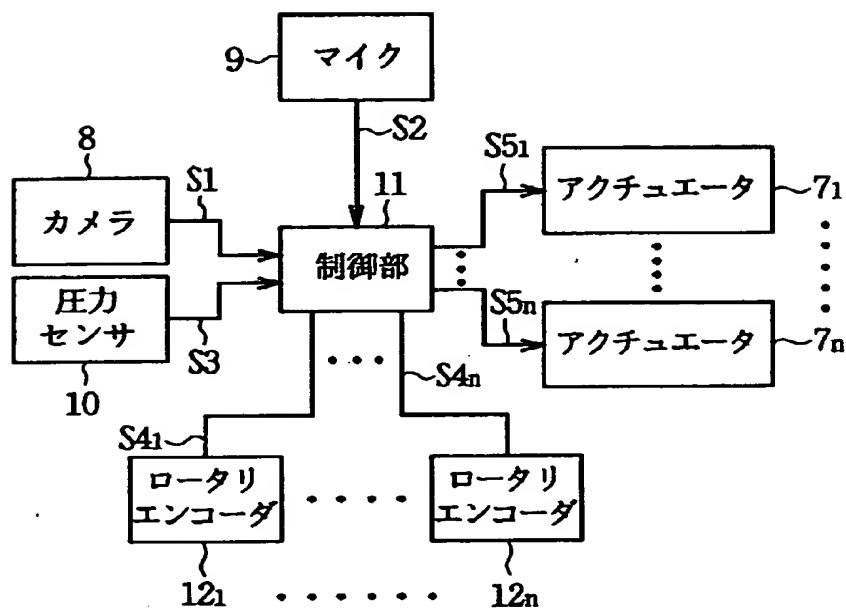 9
マイク
S2
8
S1
カメラ
圧力
センサ
S3
10
11
制御部
S51
アクチュエータ
71
S5n
アクチュエータ
7n
S41
S4n
ロータリ
エンコーダ
ロータリ
エンコーダ
121
12n